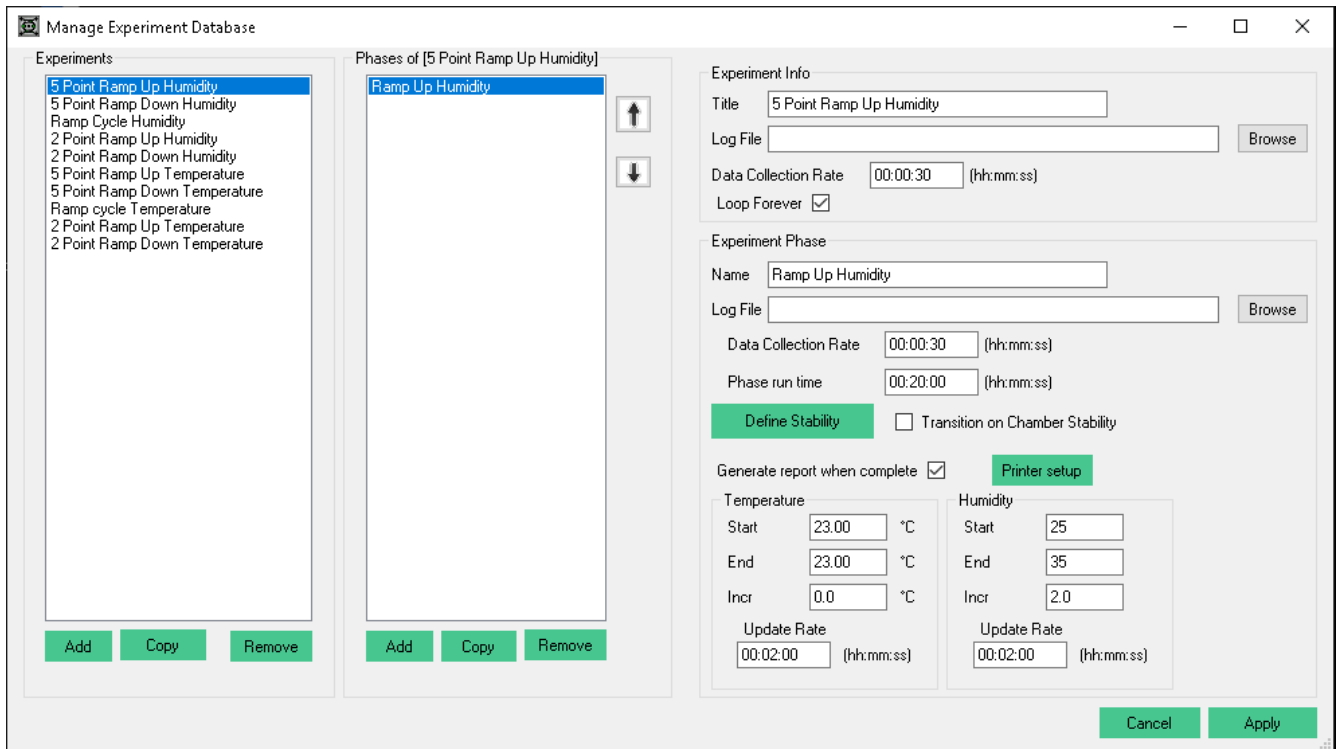 Manage Experiment Database
Experiments
5 Point Ramp Up Humidity
5 Point Ramp Down Humidity
Ramp Cycle Humidity
2 Point Ramp Up Humidity
2 Point Ramp Down Humidity
5 Point Ramp Up Temperature
5 Point Ramp Down Temperature
Ramp cycle Temperature
2 Point Ramp Up Temperature
2 Point Ramp Down Temperature
Add Copy Remove
Phases of [5 Point Ramp Up Humidity]
Ramp Up Humidity
Add Copy Remove
Experiment Info
Title 5 Point Ramp Up Humidity
Log File Browse
Data Collection Rate 00:00:30 (hh:mm:ss)
Loop Forever
Experiment Phase
Name Ramp Up Humidity
Log File Browse
Data Collection Rate 00:00:30 (hh:mm:ss)
Phase run time 00:20:00 (hh:mm:ss)
Define Stability Transition on Chamber Stability
Generate report when complete Printer setup
Temperature
Start 23.00 °C
End 23.00 °C
Incr 0.0 °C
Update Rate
00:02:00 (hh:mm:ss)
Humidity
Start 25
End 35
Incr 2.0
Update Rate
00:02:00 (hh:mm:ss)
Cancel Apply